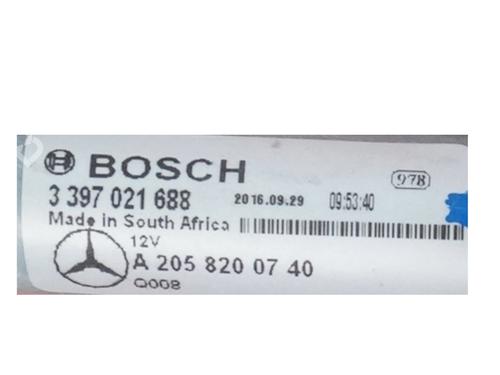 BOSCH 978
3 397 021 688 2016.09.29 09:53:40
Made in South Africa
12V
A 205 820 07 40
Q008